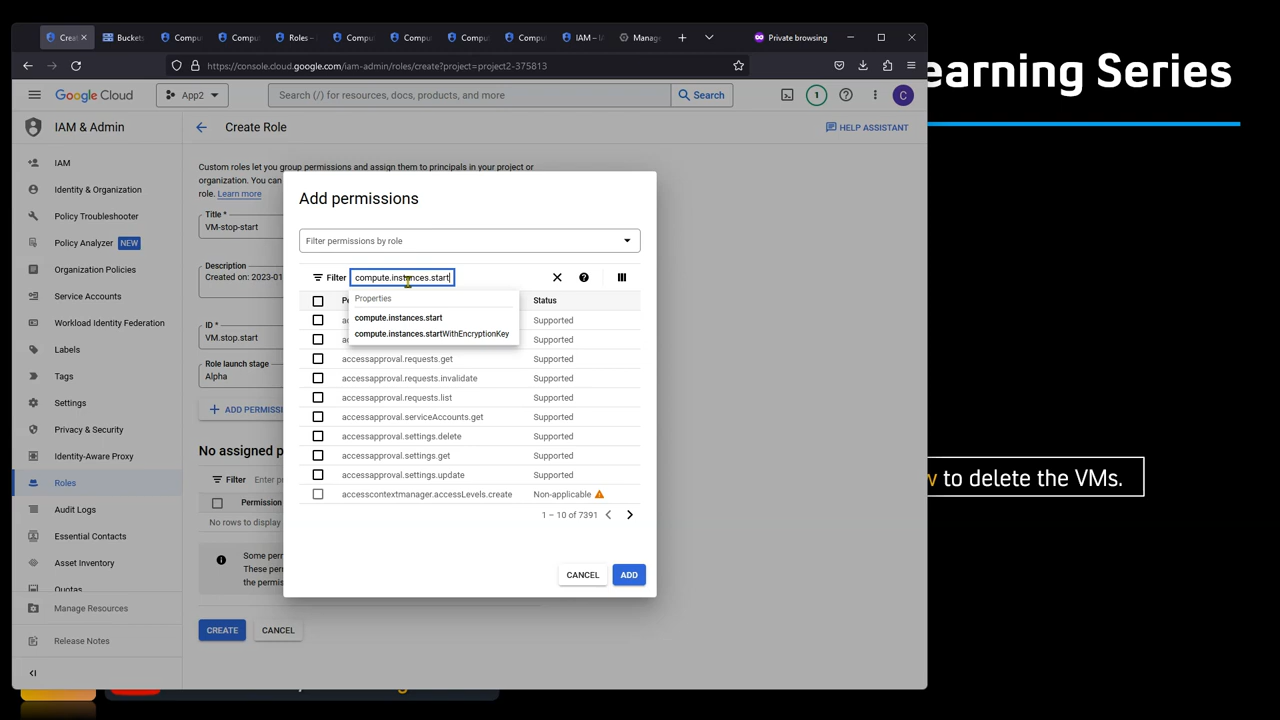 earning Series
Creat
Buckets
Compu
Compu
Roles –
Compu
Compu
Compu
Compu
IAM – I
Manage
Private browsing
https://console.cloud.google.com/iam-admin/roles/create?project=project2-375813
Google Cloud
App2
Search (/) for resources, docs, products, and more
Search
1
C
IAM & Admin
Create Role
HELP ASSISTANT
IAM
Identity & Organization
Policy Troubleshooter
Policy Analyzer NEW
Organization Policies
Service Accounts
Workload Identity Federation
Labels
Tags
Settings
Privacy & Security
Identity-Aware Proxy
Roles
Audit Logs
Essential Contacts
Asset Inventory
Quotas
Manage Resources
Release Notes
Custom roles let you group permissions and assign them to principals in your project or
organization. You can
role. Learn more
Title *
VM-stop-start
Description
Created on: 2023-01
ID *
VM.stop.start
Role launch stage
Alpha
ADD PERMISSI
No assigned p
Filter Enter pr
Permission
No rows to display
Some perm
These perm
the permis
CREATE
CANCEL
Add permissions
Filter permissions by role
Filter compute.instances.start
Properties
compute.instances.start
compute.instances.startWithEncryptionKey
Status
Supported
Supported
accessapproval.requests.get Supported
accessapproval.requests.invalidate Supported
accessapproval.requests.list Supported
accessapproval.serviceAccounts.get Supported
accessapproval.settings.delete Supported
accessapproval.settings.get Supported
accessapproval.settings.update Supported
accesscontextmanager.accessLevels.create Non-applicable
1 – 10 of 7391
CANCEL
ADD
w to delete the VMs.